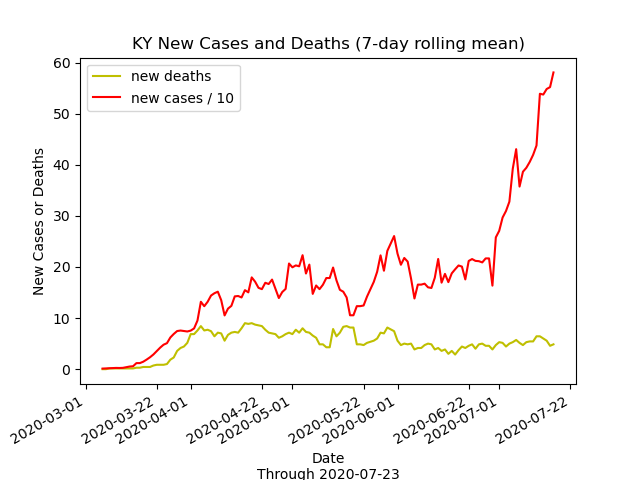 KY New Cases and Deaths (7-day rolling mean)
new deaths
new cases / 10
New Cases or Deaths
60
50
40
30
20
10
0
2020-03-01
2020-03-22
2020-04-01
2020-04-22
2020-05-01
2020-05-22
2020-06-01
2020-06-22
2020-07-01
2020-07-22
Date
Through 2020-07-23